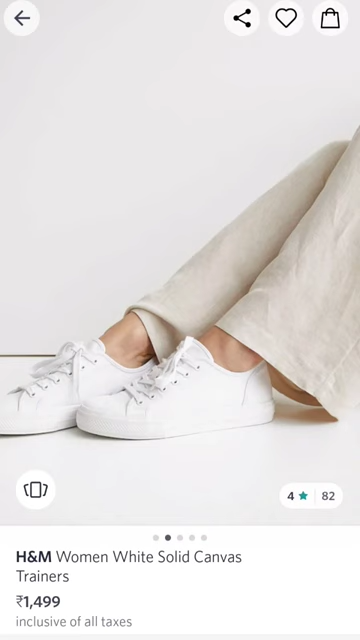 4 ★ 82
H&M Women White Solid Canvas
Trainers
₹1,499
inclusive of all taxes